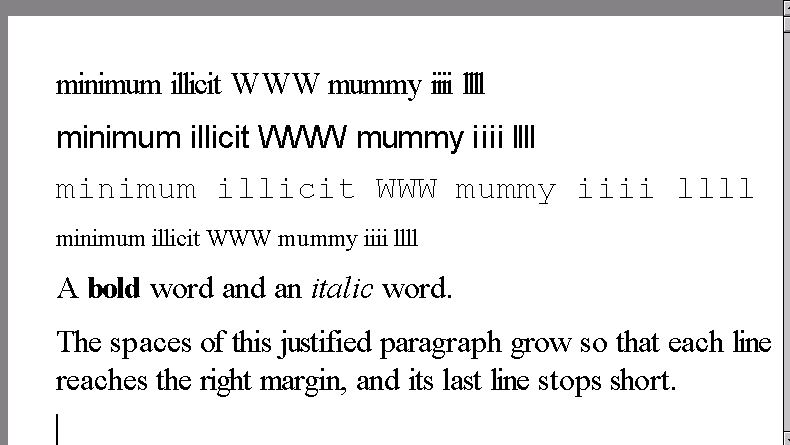 minimum illicit WWW mummy iiii llll
minimum illicit WWW mummy iiii llll
minimum illicit WWW mummy iiii llll
minimum illicit WWW mummy iiii llll
A bold word and an italic word.
The spaces of this justified paragraph grow so that each line
reaches the right margin, and its last line stops short.